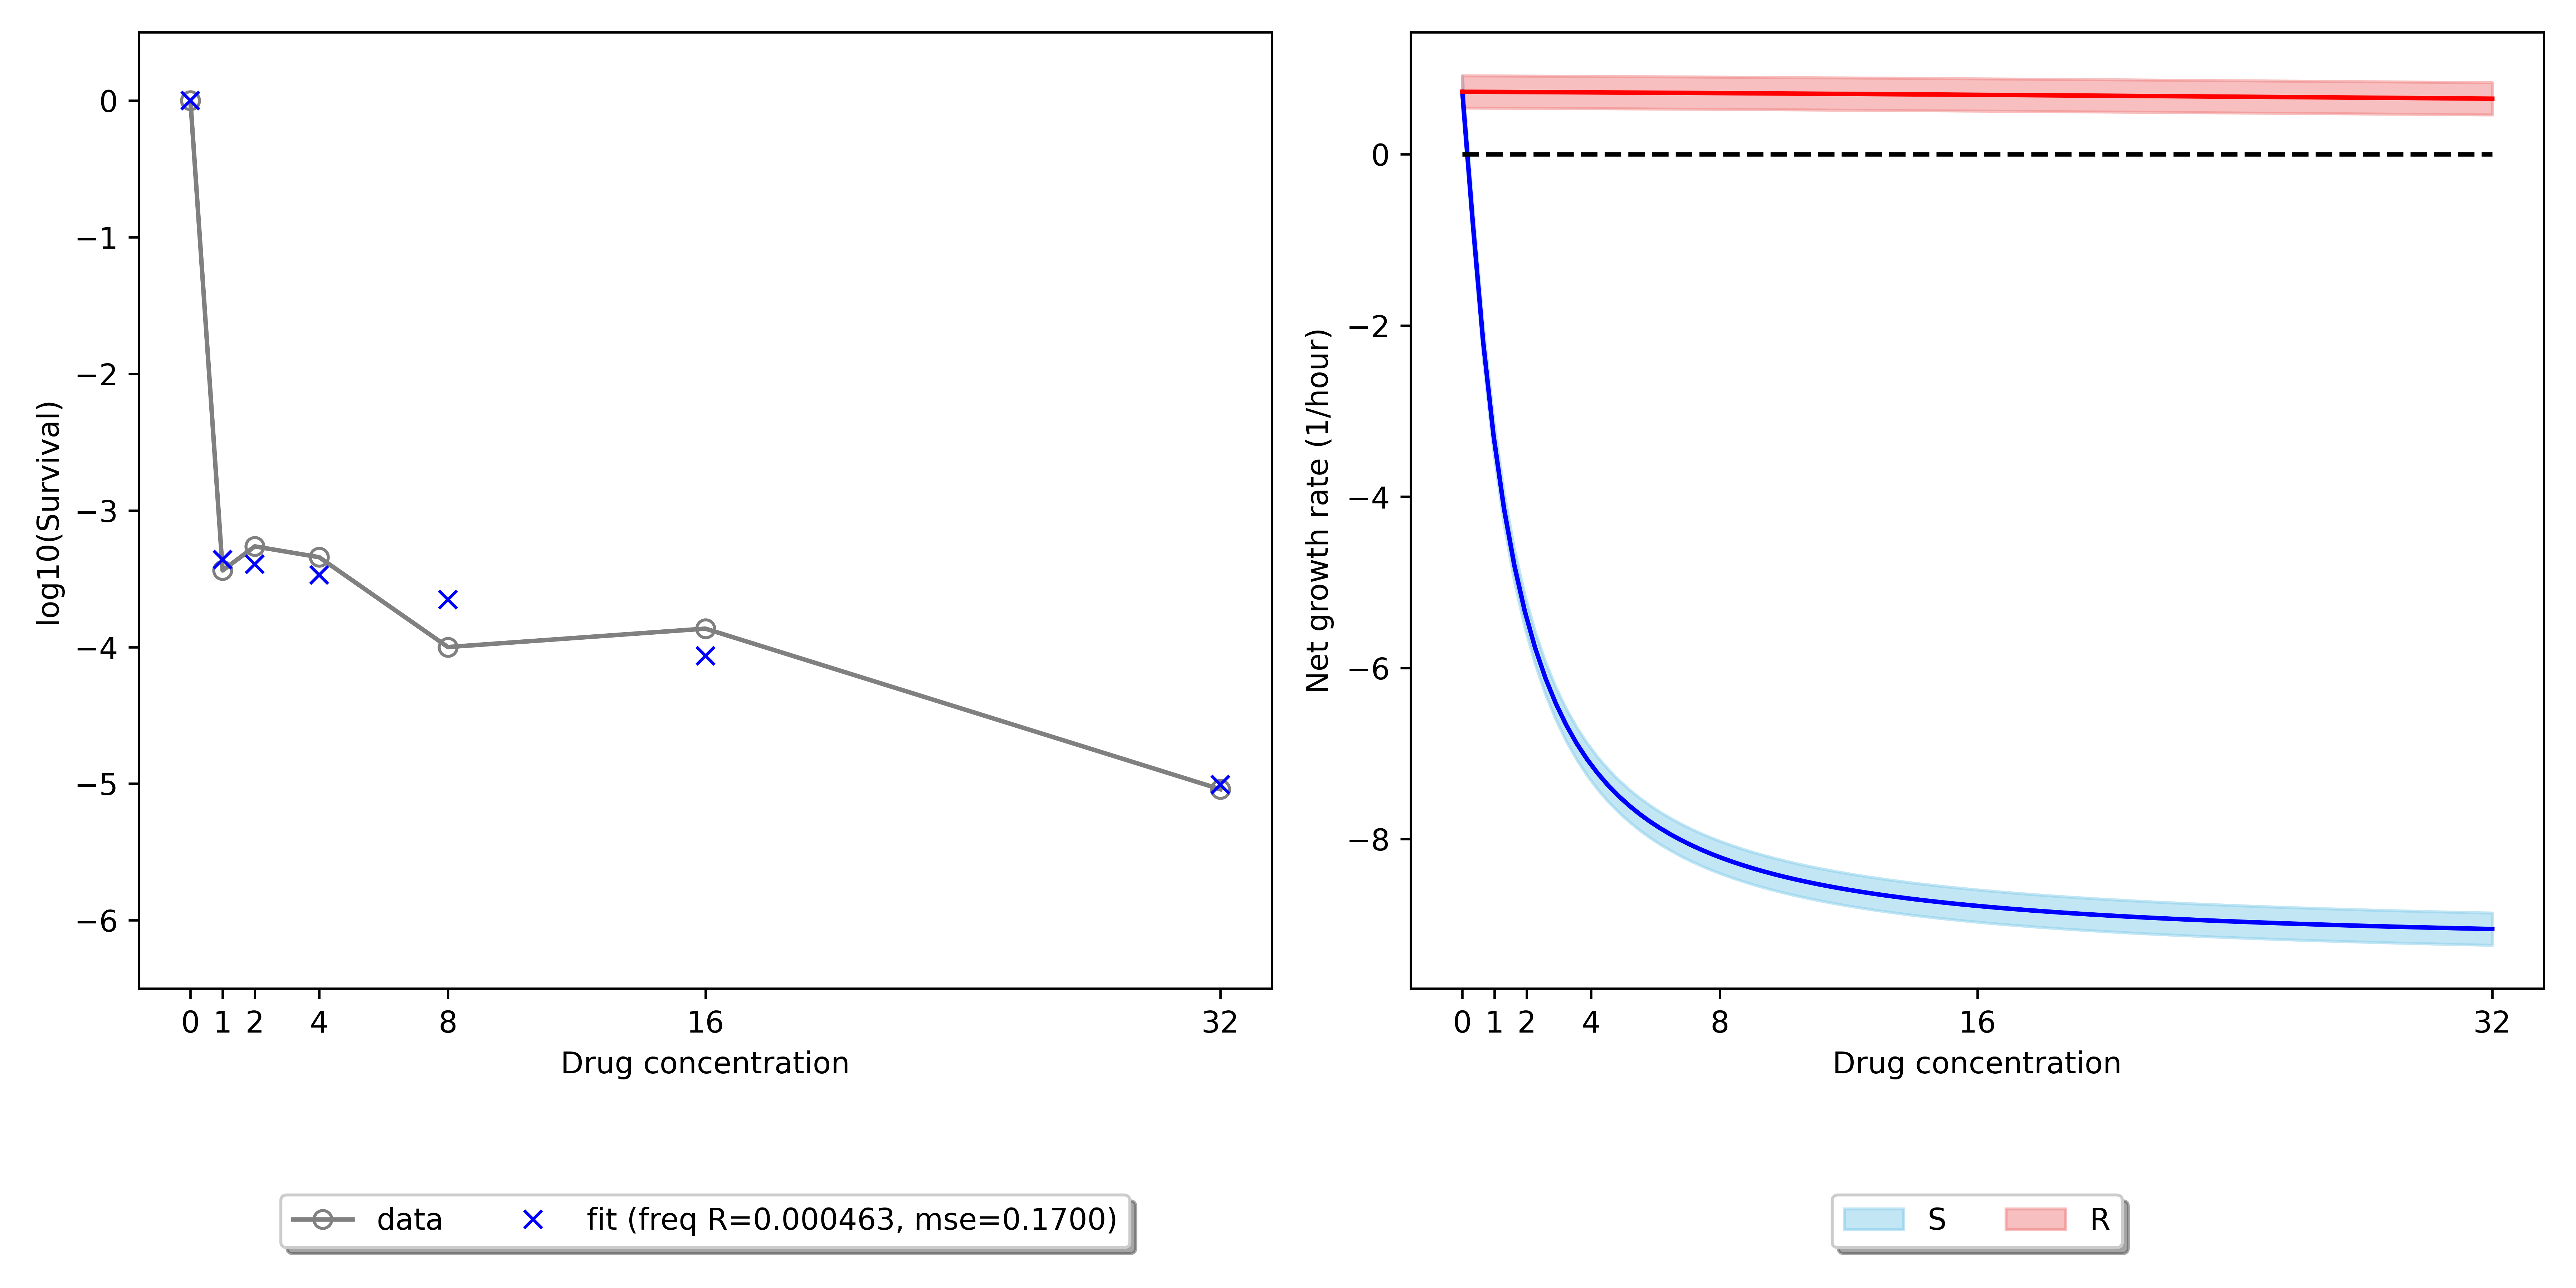 0
−1
−2
−3
−4
−5
−6
log10(Survival)
0 1 2 4 8 16 32
Drug concentration
data fit (freq R=0.000463, mse=0.1700)
0
−2
−4
−6
−8
Net growth rate (1/hour)
0 1 2 4 8 16 32
Drug concentration
S R